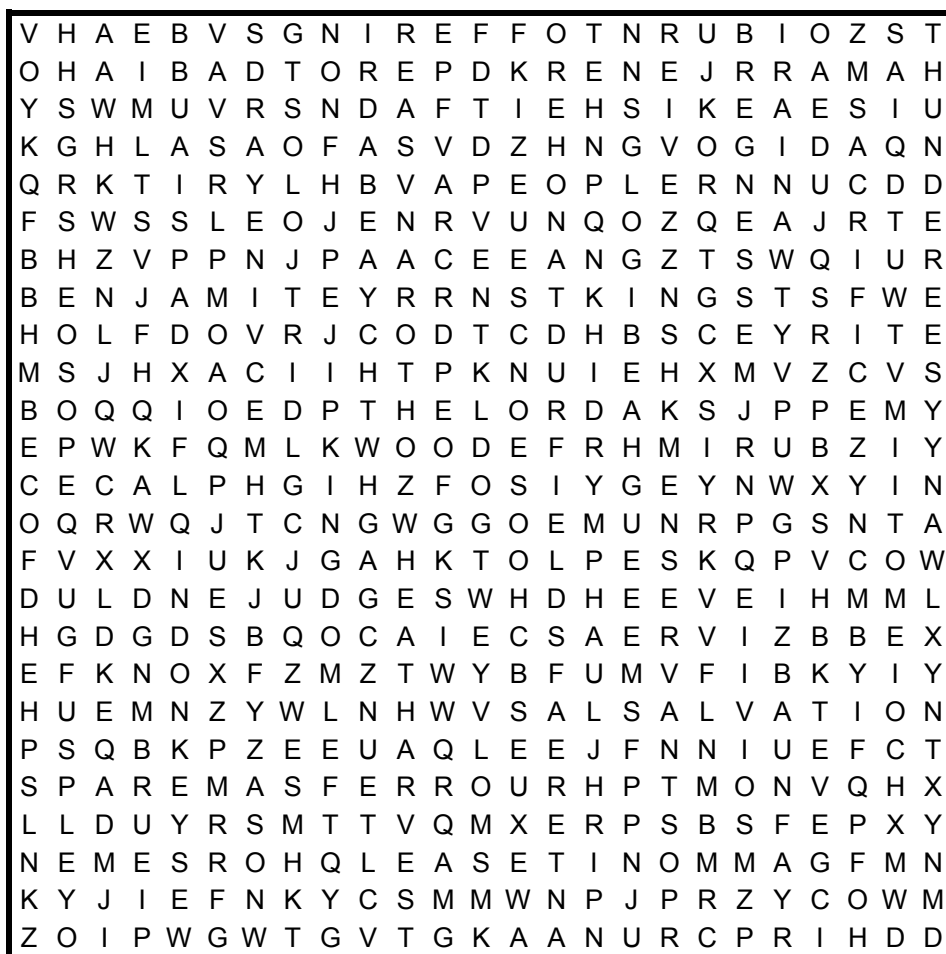 V H A E B V S G N I R E F F O T N R U B I O Z S T
O H A I B A D T O R E P D K R E N E J R R A M A H
Y S W M U V R S N D A F T I E H S I K E A E S I U
K G H L A S A O F A S V D Z H N G V O G I D A Q N
Q R K T I R Y L H B V A P E O P L E R N N U C D D
F S W S S L E O J E N R V U N Q O Z Q E A J R T E
B H Z V P P N J P A A C E E A N G Z T S W Q I U R
B E N J A M I T E Y R R N S T K I N G S T S F W E
H O L F D O V R J C O D T C D H B S C E Y R I T E
M S J H X A C I I H T P K N U I E H X M V Z C V S
B O Q Q I O E D P T H E L O R D A K S J P P E M Y
E P W K F Q M L K W O O D E F R H M I R U B Z I Y
C E C A L P H G I H Z F O S I Y G E Y N W X Y I N
O Q R W Q J T C N G W G G O E M U N R P G S N T A
F V X X I U K J G A H K T O L P E S K Q P V C O W
D U L D N E J U D G E S W H D H E E V E I H M M L
H G D G D S B Q O C A I E C S A E R V I Z B B E X
E F K N O X F Z M Z T W Y B F U M V F I B K Y I Y
H U E M N Z Y W L N H W V S A L S A L V A T I O N
P S Q B K P Z E E U A Q L E E J F N N I U E F C T
S P A R E M A S F E R R O U R H P T M O N V Q H X
L L D U Y R S M T T V Q M X E R P S B S F E P X Y
N E M E S R O H Q L E A S E T I N O M M A G F M N
K Y J I E F N K Y C S M M W N P J P R Z Y C O W M
Z O I P W G W T G V T G K A A N U R C P R I H D D